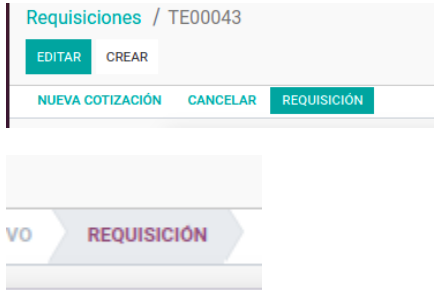 Requisiciones / TE00043
EDITAR CREAR
NUEVA COTIZACIÓN CANCELAR REQUISICIÓN
VO REQUISICIÓN